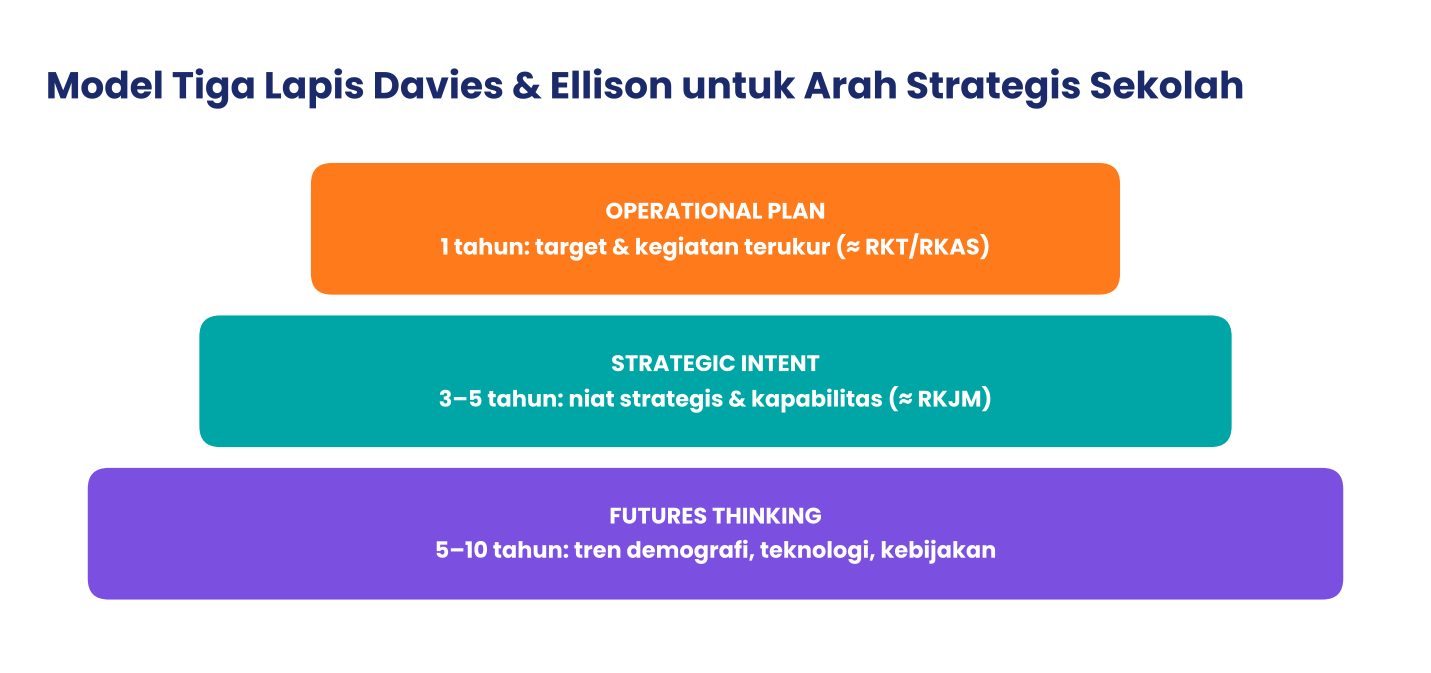 Model Tiga Lapis Davies & Ellison untuk Arah Strategis Sekolah
OPERATIONAL PLAN
1 tahun: target & kegiatan terukur (≈ RKT/RKAS)
STRATEGIC INTENT
3–5 tahun: niat strategis & kapabilitas (≈ RKJM)
FUTURES THINKING
5–10 tahun: tren demografi, teknologi, kebijakan